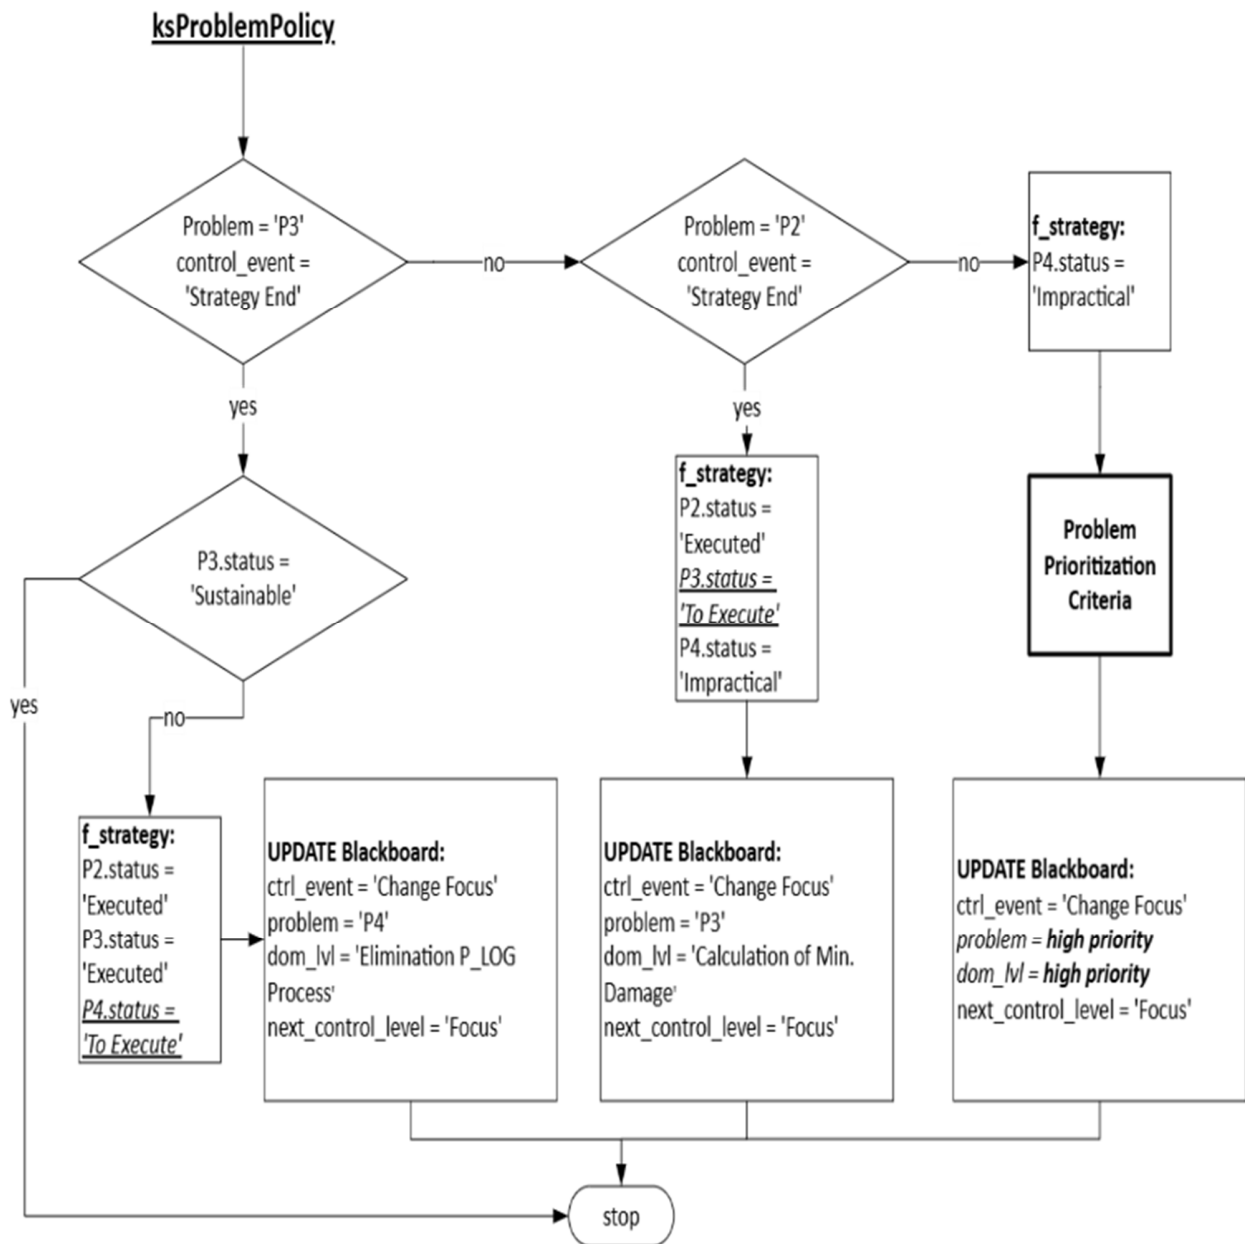 ksProblemPolicy
Problem = 'P3'
control_event =
'Strategy End'
no
Problem = 'P2'
control_event =
'Strategy End'
no
f_strategy:
P4.status =
'Impractical'
yes
yes
P3.status =
'Sustainable'
f_strategy:
P2.status =
'Executed'
P3.status =
'To Execute'
P4.status =
'Impractical'
Problem
Prioritization
Criteria
yes
no
f_strategy:
P2.status =
'Executed'
P3.status =
'Executed'
P4.status =
'To Execute'
UPDATE Blackboard:
ctrl_event = 'Change Focus'
problem = 'P4'
dom_lvl = 'Elimination P_LOG
Process'
next_control_level = 'Focus'
UPDATE Blackboard:
ctrl_event = 'Change Focus'
problem = 'P3'
dom_lvl = 'Calculation of Min.
Damage'
next_control_level = 'Focus'
UPDATE Blackboard:
ctrl_event = 'Change Focus'
problem = high priority
dom_lvl = high priority
next_control_level = 'Focus'
stop